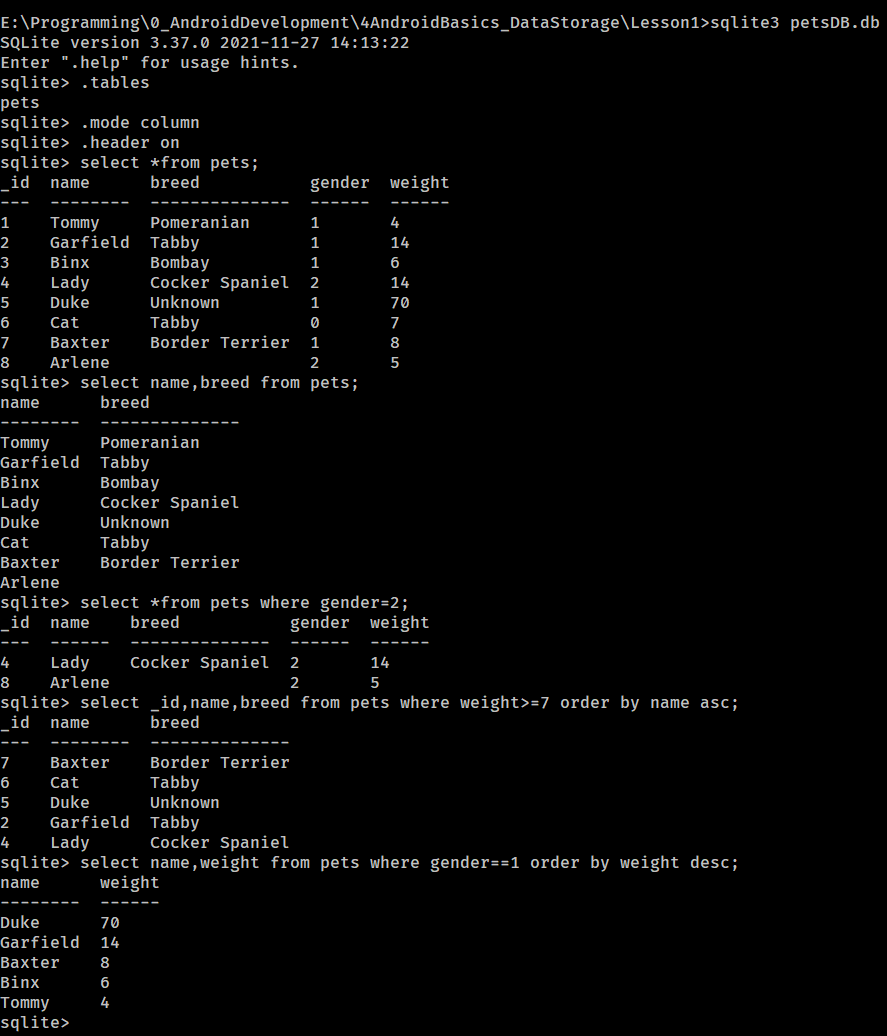 E:\Programming\0_AndroidDevelopment\4AndroidBasics_DataStorage\Lesson1>sqlite3 petsDB.db
SQLite version 3.37.0 2021-11-27 14:13:22
Enter ".help" for usage hints.
sqlite> .tables
pets
sqlite> .mode column
sqlite> .header on
sqlite> select *from pets;
_id  name      breed           gender  weight
---  --------  --------------  ------  ------
1    Tommy     Pomeranian      1       4
2    Garfield  Tabby           1       14
3    Binx      Bombay          1       6
4    Lady      Cocker Spaniel  2       14
5    Duke      Unknown         1       70
6    Cat       Tabby           0       7
7    Baxter    Border Terrier  1       8
8    Arlene                    2       5
sqlite> select name,breed from pets;
name      breed
--------  --------------
Tommy     Pomeranian
Garfield  Tabby
Binx      Bombay
Lady      Cocker Spaniel
Duke      Unknown
Cat       Tabby
Baxter    Border Terrier
Arlene
sqlite> select *from pets where gender=2;
_id  name    breed           gender  weight
---  ------  --------------  ------  ------
4    Lady    Cocker Spaniel  2       14
8    Arlene                  2       5
sqlite> select _id,name,breed from pets where weight>=7 order by name asc;
_id  name      breed
---  --------  --------------
7    Baxter    Border Terrier
6    Cat       Tabby
5    Duke      Unknown
2    Garfield  Tabby
4    Lady      Cocker Spaniel
sqlite> select name,weight from pets where gender==1 order by weight desc;
name      weight
--------  ------
Duke      70
Garfield  14
Baxter    8
Binx      6
Tommy     4
sqlite>